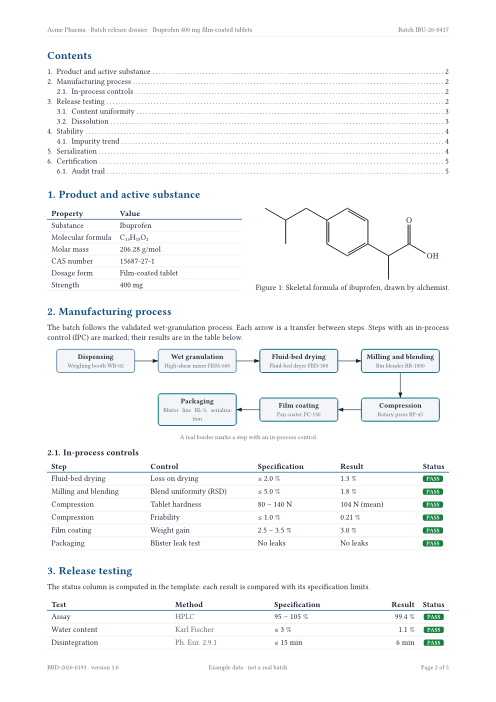 Acme Pharma · Batch release dossier · Ibuprofen 400 mg film-coated tablets Batch IBU-26-0417
Contents
1. Product and active substance 2
2. Manufacturing process 2
2.1. In-process controls 2
3. Release testing 2
3.1. Content uniformity 3
3.2. Dissolution 3
4. Stability 4
4.1. Impurity trend 4
5. Serialization 4
6. Certification 5
6.1. Audit trail 5
1. Product and active substance
Property Value
Substance Ibuprofen
Molecular formula C₁₃H₁₈O₂
Molar mass 206.28 g/mol
CAS number 15687-27-1
Dosage form Film-coated tablet
Strength 400 mg
O
OH
Figure 1: Skeletal formula of ibuprofen, drawn by alchemist.
2. Manufacturing process
The batch follows the validated wet-granulation process. Each arrow is a transfer between steps. Steps with an in-process
control (IPC) are marked; their results are in the table below.
Dispensing Wet granulation Fluid-bed drying Milling and blending
Weighing booth WB-02 High-shear mixer HSM-600 Fluid-bed dryer FBD-300 Bin blender BB-1000
Packaging Film coating Compression
Blister line BL-3, serializa-
tion
Pan coater PC-150 Rotary press RP-45
A teal border marks a step with an in-process control.
2.1. In-process controls
Step Control Specification Result Status
Fluid-bed drying Loss on drying ≤ 2.0 % 1.3 % PASS
Milling and blending Blend uniformity (RSD) ≤ 5.0 % 1.8 % PASS
Compression Tablet hardness 80 – 140 N 104 N (mean) PASS
Compression Friability ≤ 1.0 % 0.21 % PASS
Film coating Weight gain 2.5 – 3.5 % 3.0 % PASS
Packaging Blister leak test No leaks No leaks PASS
3. Release testing
The status column is computed in the template: each result is compared with its specification limits.
Test Method Specification Result Status
Assay HPLC 95 – 105 % 99.4 % PASS
Water content Karl Fischer ≤ 3 % 1.1 % PASS
Disintegration Ph. Eur. 2.9.1 ≤ 15 min 6 min PASS
BRD-2026-0193 · version 1.0 Example data · not a real batch Page 2 of 5